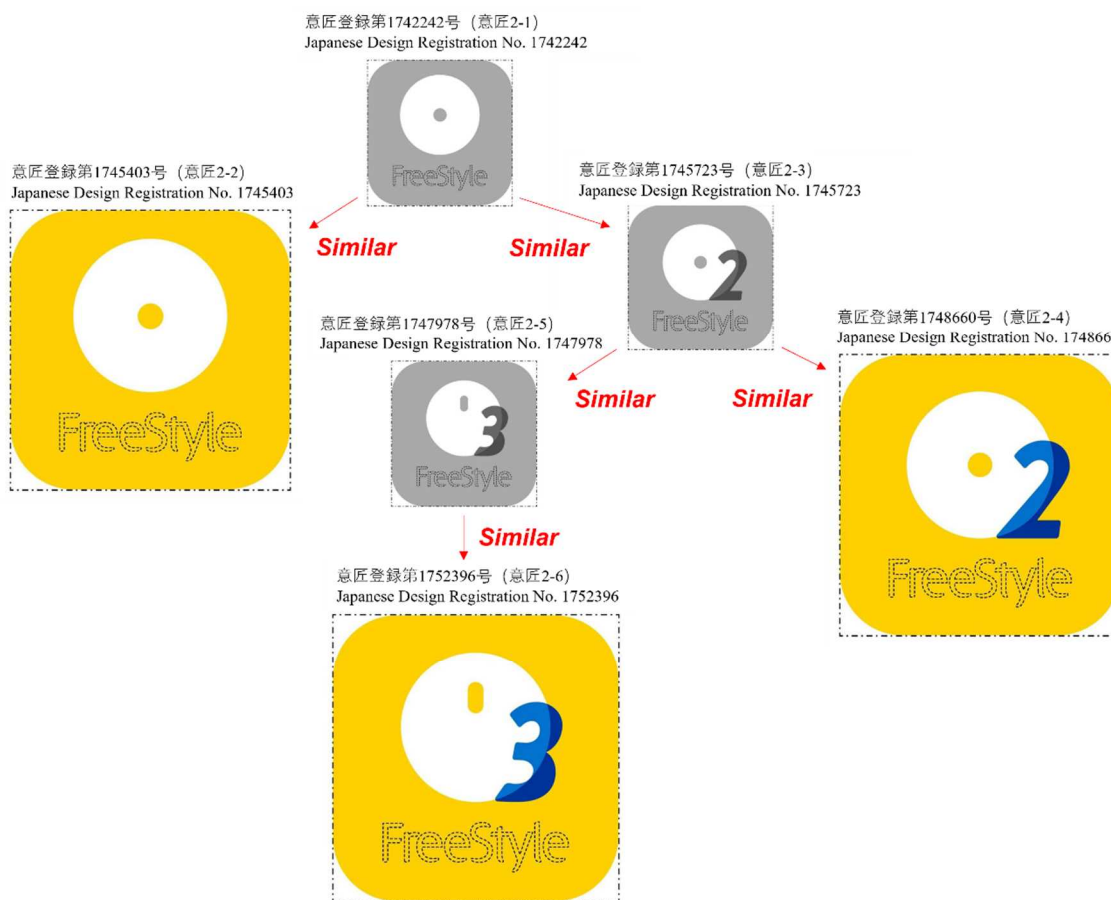 意匠登録第1742242号 (意匠2-1)
Japanese Design Registration No. 1742242
FreeStyle
意匠登録第1745403号 (意匠2-2)
Japanese Design Registration No. 1745403
FreeStyle
Similar
Similar
意匠登録第1745723号 (意匠2-3)
Japanese Design Registration No. 1745723
2
FreeStyle
意匠登録第1747978号 (意匠2-5)
Japanese Design Registration No. 1747978
3
FreeStyle
Similar
Similar
意匠登録第1748660号 (意匠2-4)
Japanese Design Registration No. 174866
2
FreeStyle
Similar
意匠登録第1752396号 (意匠2-6)
Japanese Design Registration No. 1752396
3
FreeStyle